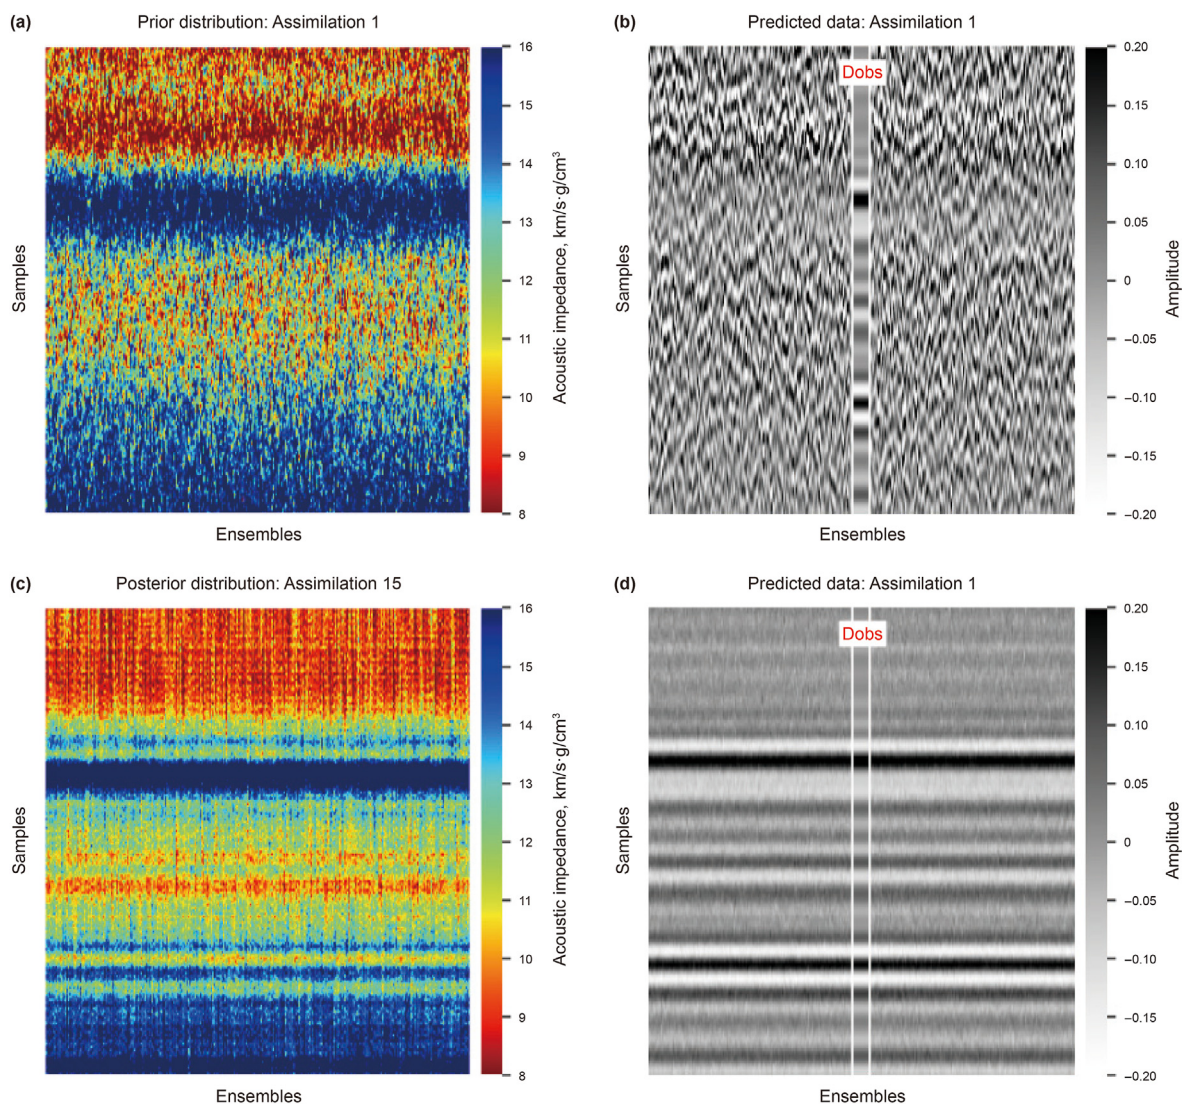 (a) Prior distribution: Assimilation 1
16
15
14
13
12
11
10
9
8
Samples
Acoustic impedance, km/s·g/cm³
Ensembles
(b) Predicted data: Assimilation 1
Dobs
0.20
0.15
0.10
0.05
0
−0.05
−0.10
−0.15
−0.20
Samples
Amplitude
Ensembles
(c) Posterior distribution: Assimilation 15
16
15
14
13
12
11
10
9
8
Samples
Acoustic impedance, km/s·g/cm³
Ensembles
(d) Predicted data: Assimilation 1
Dobs
0.20
0.15
0.10
0.05
0
−0.05
−0.10
−0.15
−0.20
Samples
Amplitude
Ensembles